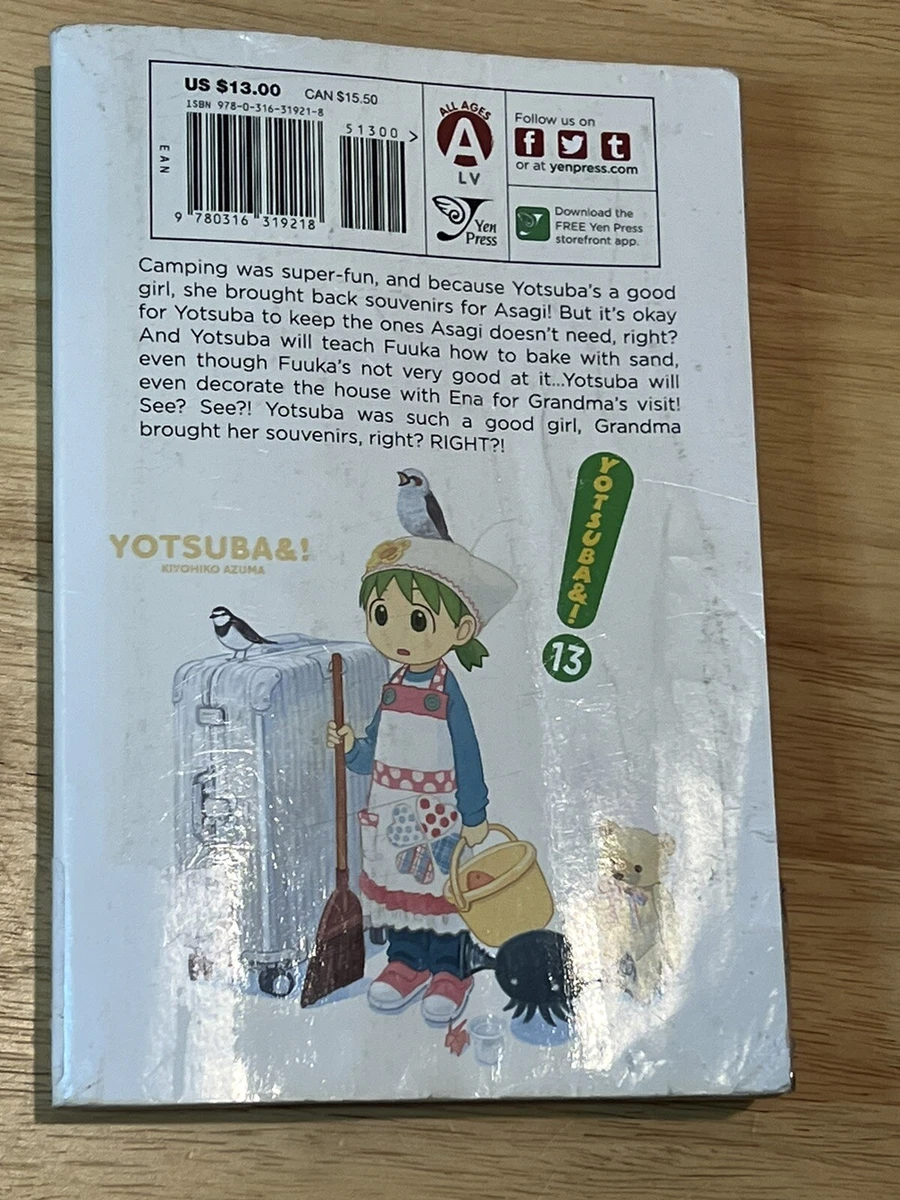 US $13.00 CAN $15.50
ISBN 978-0-316-31921-8
51300 >
EAN
9 780316 319218
ALL AGES
A
LV
Yen
Press
Follow us on
f t
or at yenpress.com
Download the
FREE Yen Press
storefront app.
Camping was super-fun, and because Yotsuba's a good
girl, she brought back souvenirs for Asagi! But it's okay
for Yotsuba to keep the ones Asagi doesn't need, right?
And Yotsuba will teach Fuuka how to bake with sand,
even though Fuuka's not very good at it...Yotsuba will
even decorate the house with Ena for Grandma's visit!
See? See?! Yotsuba was such a good girl, Grandma
brought her souvenirs, right? RIGHT?!
YOTSUBA&!
13
YOTSUBA&!
KIYOHIKO AZUMA